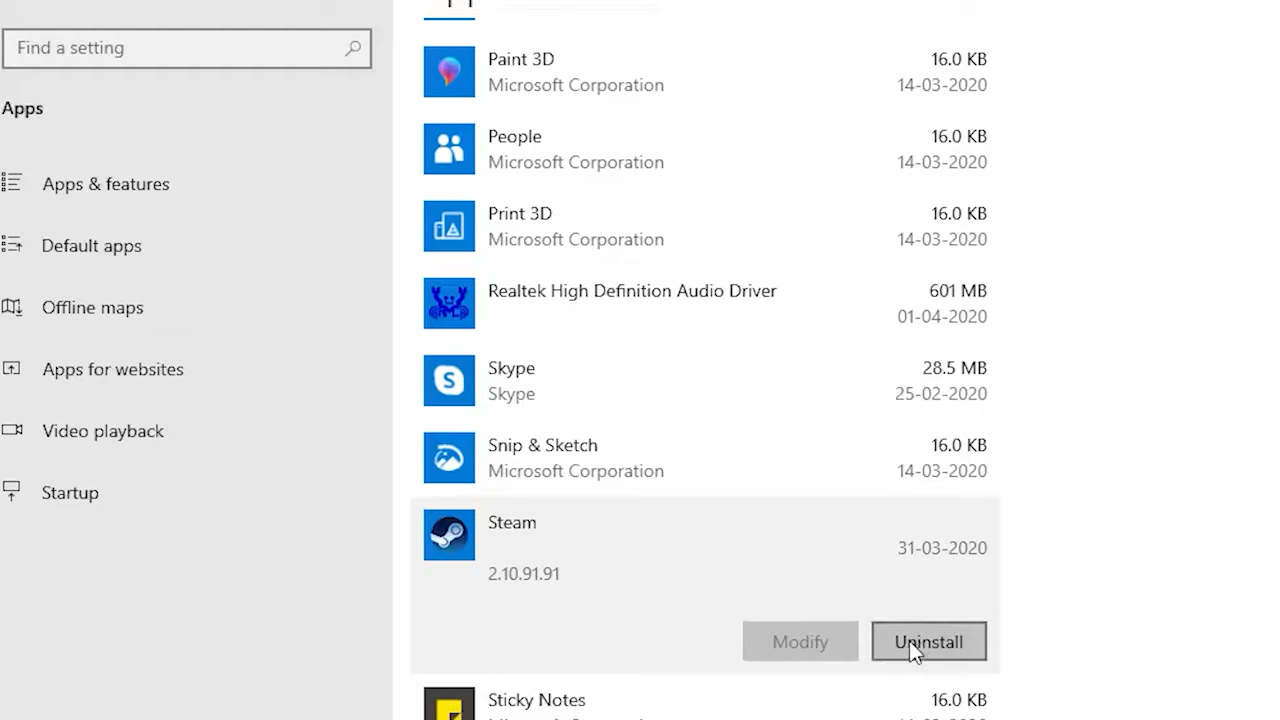 Find a setting
Apps
Apps & features
Default apps
Offline maps
Apps for websites
Video playback
Startup
Paint 3D 16.0 KB
Microsoft Corporation 14-03-2020
People 16.0 KB
Microsoft Corporation 14-03-2020
Print 3D 16.0 KB
Microsoft Corporation 14-03-2020
Realtek High Definition Audio Driver 601 MB
01-04-2020
Skype 28.5 MB
Skype 25-02-2020
Snip & Sketch 16.0 KB
Microsoft Corporation 14-03-2020
Steam
31-03-2020
2.10.91.91
Modify Uninstall
Sticky Notes 16.0 KB